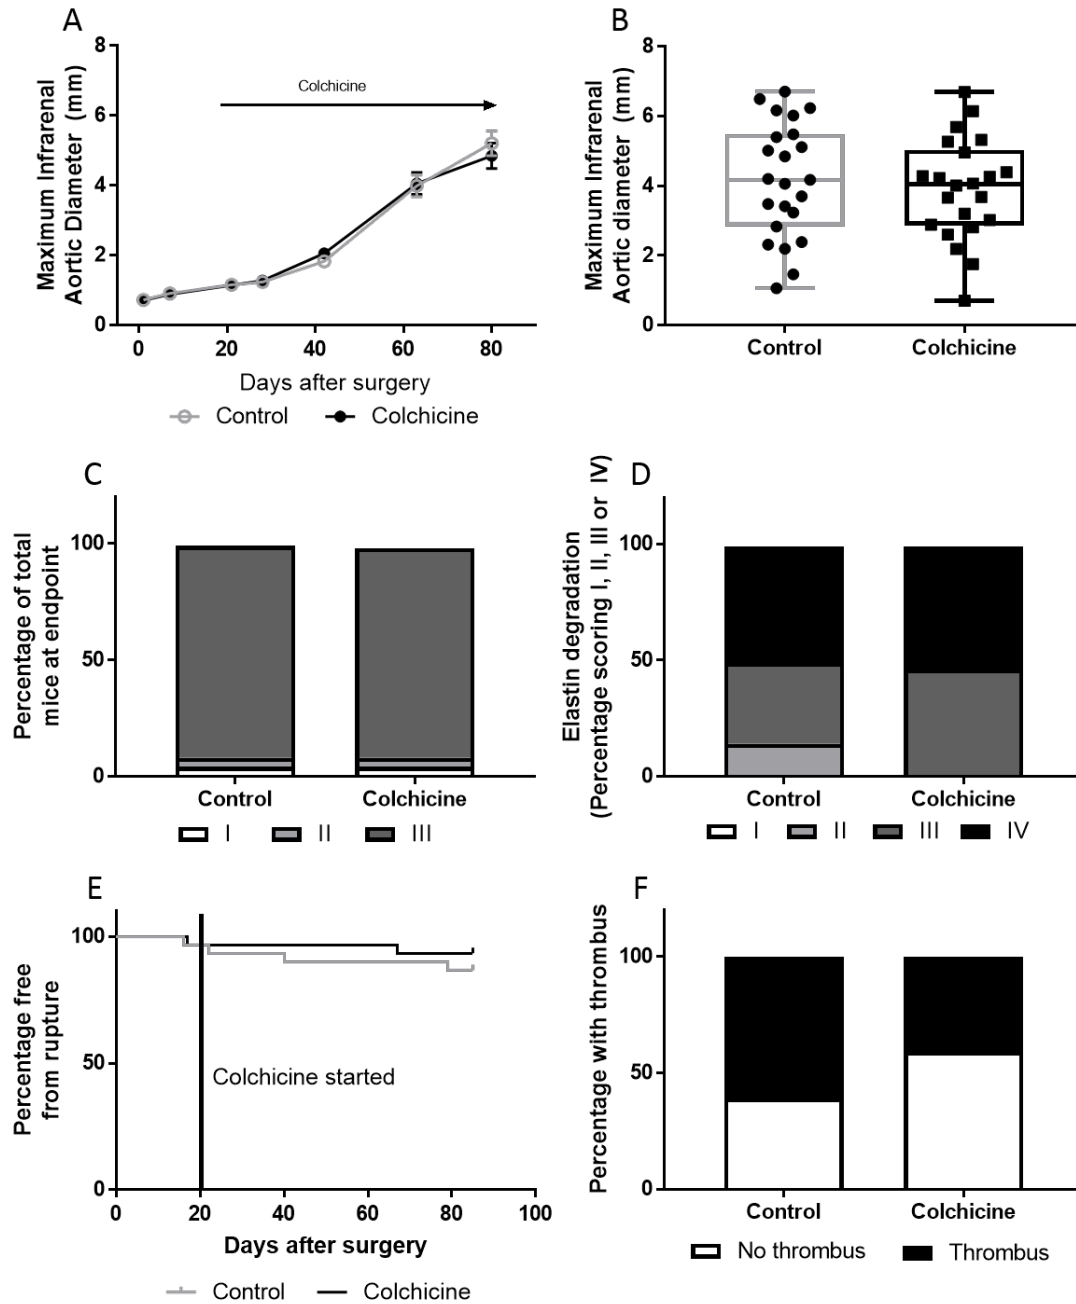 A
Maximum Infrarenal
Aortic Diameter (mm)
8
6
4
2
0
Colchicine
0 20 40 60 80
Days after surgery
Control Colchicine
B
Maximum Infrarenal
Aortic diameter (mm)
8
6
4
2
0
Control Colchicine
C
Percentage of total
mice at endpoint
100
50
0
Control Colchicine
I II III
D
Elastin degradation
(Percentage scoring I, II, III or IV)
100
50
0
Control Colchicine
I II III IV
E
Percentage free
from rupture
100
50
0
Colchicine started
0 20 40 60 80 100
Days after surgery
Control Colchicine
F
Percentage with thrombus
100
50
0
Control Colchicine
No thrombus Thrombus